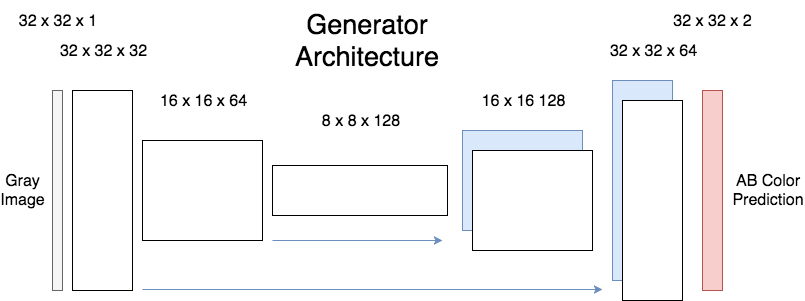 32 x 32 x 1
32 x 32 x 32
Generator
Architecture
32 x 32 x 2
32 x 32 x 64
16 x 16 x 64
8 x 8 x 128
16 x 16 128
Gray
Image
AB Color
Prediction